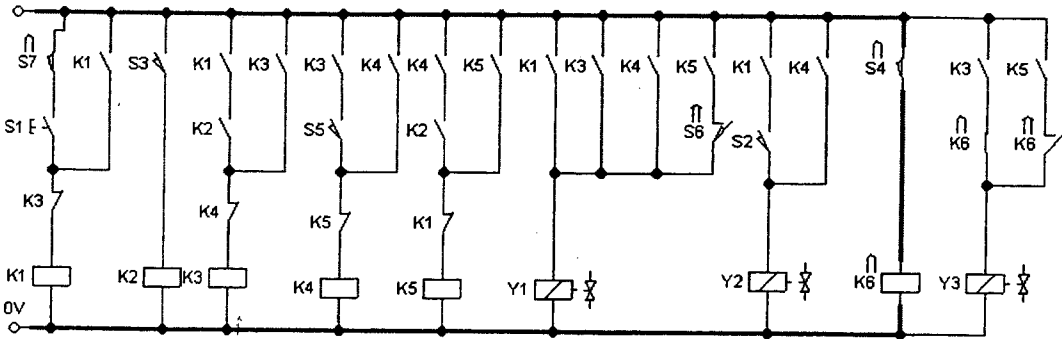 S7 K1 S3 K1 K3 K3 K4 K4 K5 K1 K3 K4 K5 K1 K4 S4 K3 K5
S1 E K2 S5 K2 S6 S2 K6 K6
K3 K4 K5 K1
K1 K2 K3 K4 K5 Y1 Y2 K6 Y3
0V